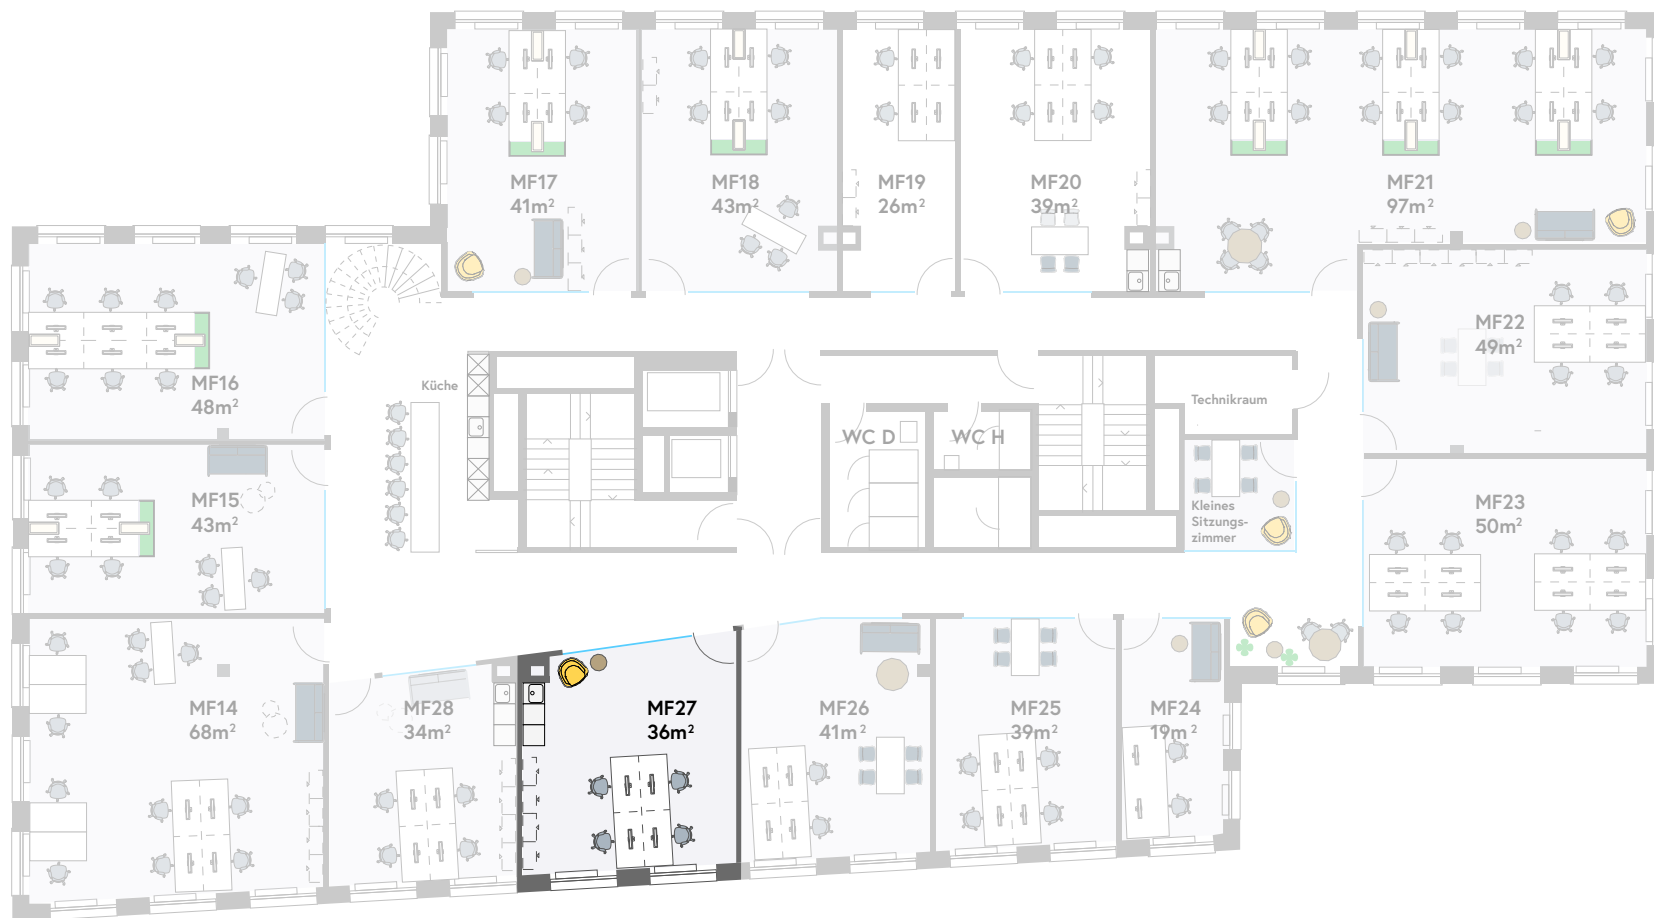 MF17
41m²
MF18
43m²
MF19
26m²
MF20
39m²
MF21
97m²
MF22
49m²
MF16
48m²
Küche
Technikraum
WC D
WC H
MF15
43m²
Kleines
Sitzungs-
zimmer
MF23
50m²
MF14
68m²
MF28
34m²
MF27
36m²
MF26
41m²
MF25
39m²
MF24
19m²